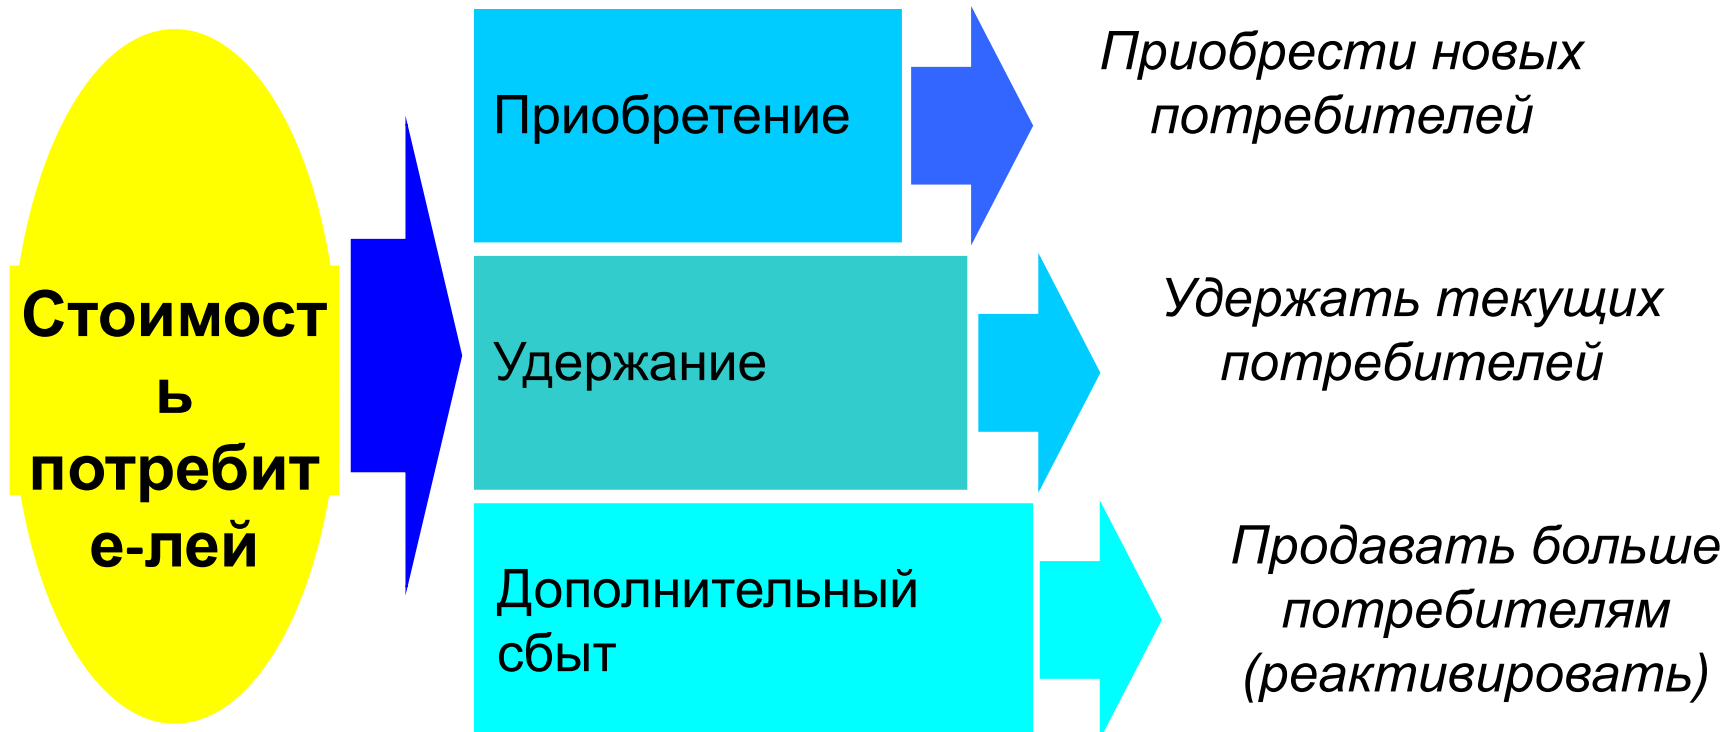 Стоимост
ь
потребит
е-лей
Приобретение
Приобрести новых
потребителей
Удержание
Удержать текущих
потребителей
Дополнительный
сбыт
Продавать больше
потребителям
(реактивировать)